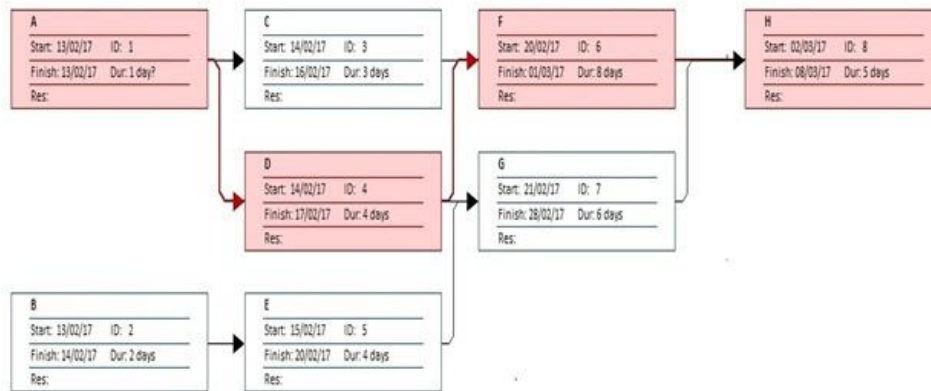 A
Start: 13/02/17 ID: 1
Finish: 13/02/17 Dur: 1 day?
Res:
C
Start: 14/02/17 ID: 3
Finish: 16/02/17 Dur: 3 days
Res:
F
Start: 20/02/17 ID: 6
Finish: 01/03/17 Dur: 8 days
Res:
H
Start: 02/03/17 ID: 8
Finish: 08/03/17 Dur: 5 days
Res:
D
Start: 14/02/17 ID: 4
Finish: 17/02/17 Dur: 4 days
Res:
G
Start: 21/02/17 ID: 7
Finish: 28/02/17 Dur: 6 days
Res:
B
Start: 13/02/17 ID: 2
Finish: 14/02/17 Dur: 2 days
Res:
E
Start: 15/02/17 ID: 5
Finish: 20/02/17 Dur: 4 days
Res: